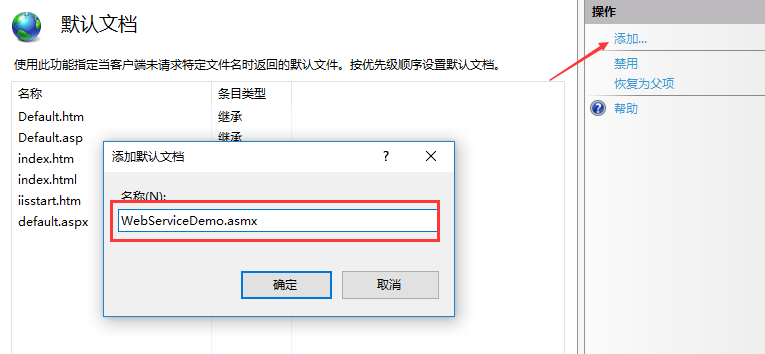 默认文档
使用此功能指定当客户端未请求特定文件名时返回的默认文件。按优先级顺序设置默认文档。
名称 条目类型
Default.htm 继承
Default.asp 继承
index.htm
index.html
iisstart.htm
default.aspx
添加默认文档 ?
名称(N):
WebServiceDemo.asmx
确定 取消
操作
添加...
禁用
恢复为父项
帮助